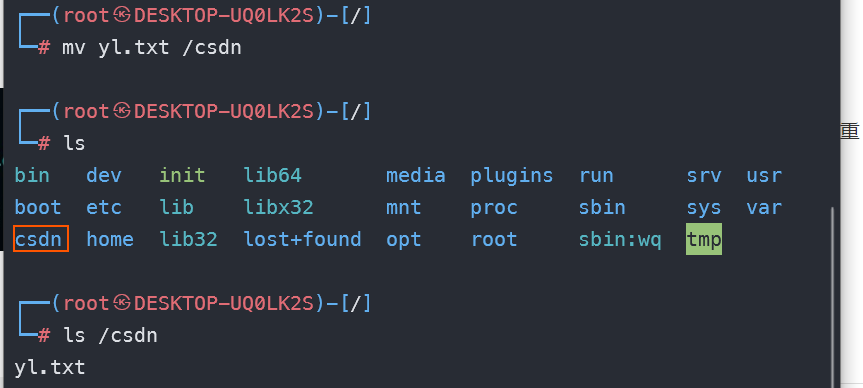 ┌──(root㉿DESKTOP-UQ0LK2S)-[/]
└─# mv yl.txt /csdn
┌──(root㉿DESKTOP-UQ0LK2S)-[/]
└─# ls
bin dev init lib64 media plugins run srv usr
boot etc lib libx32 mnt proc sbin sys var
csdn home lib32 lost+found opt root sbin:wq tmp
┌──(root㉿DESKTOP-UQ0LK2S)-[/]
└─# ls /csdn
yl.txt
重